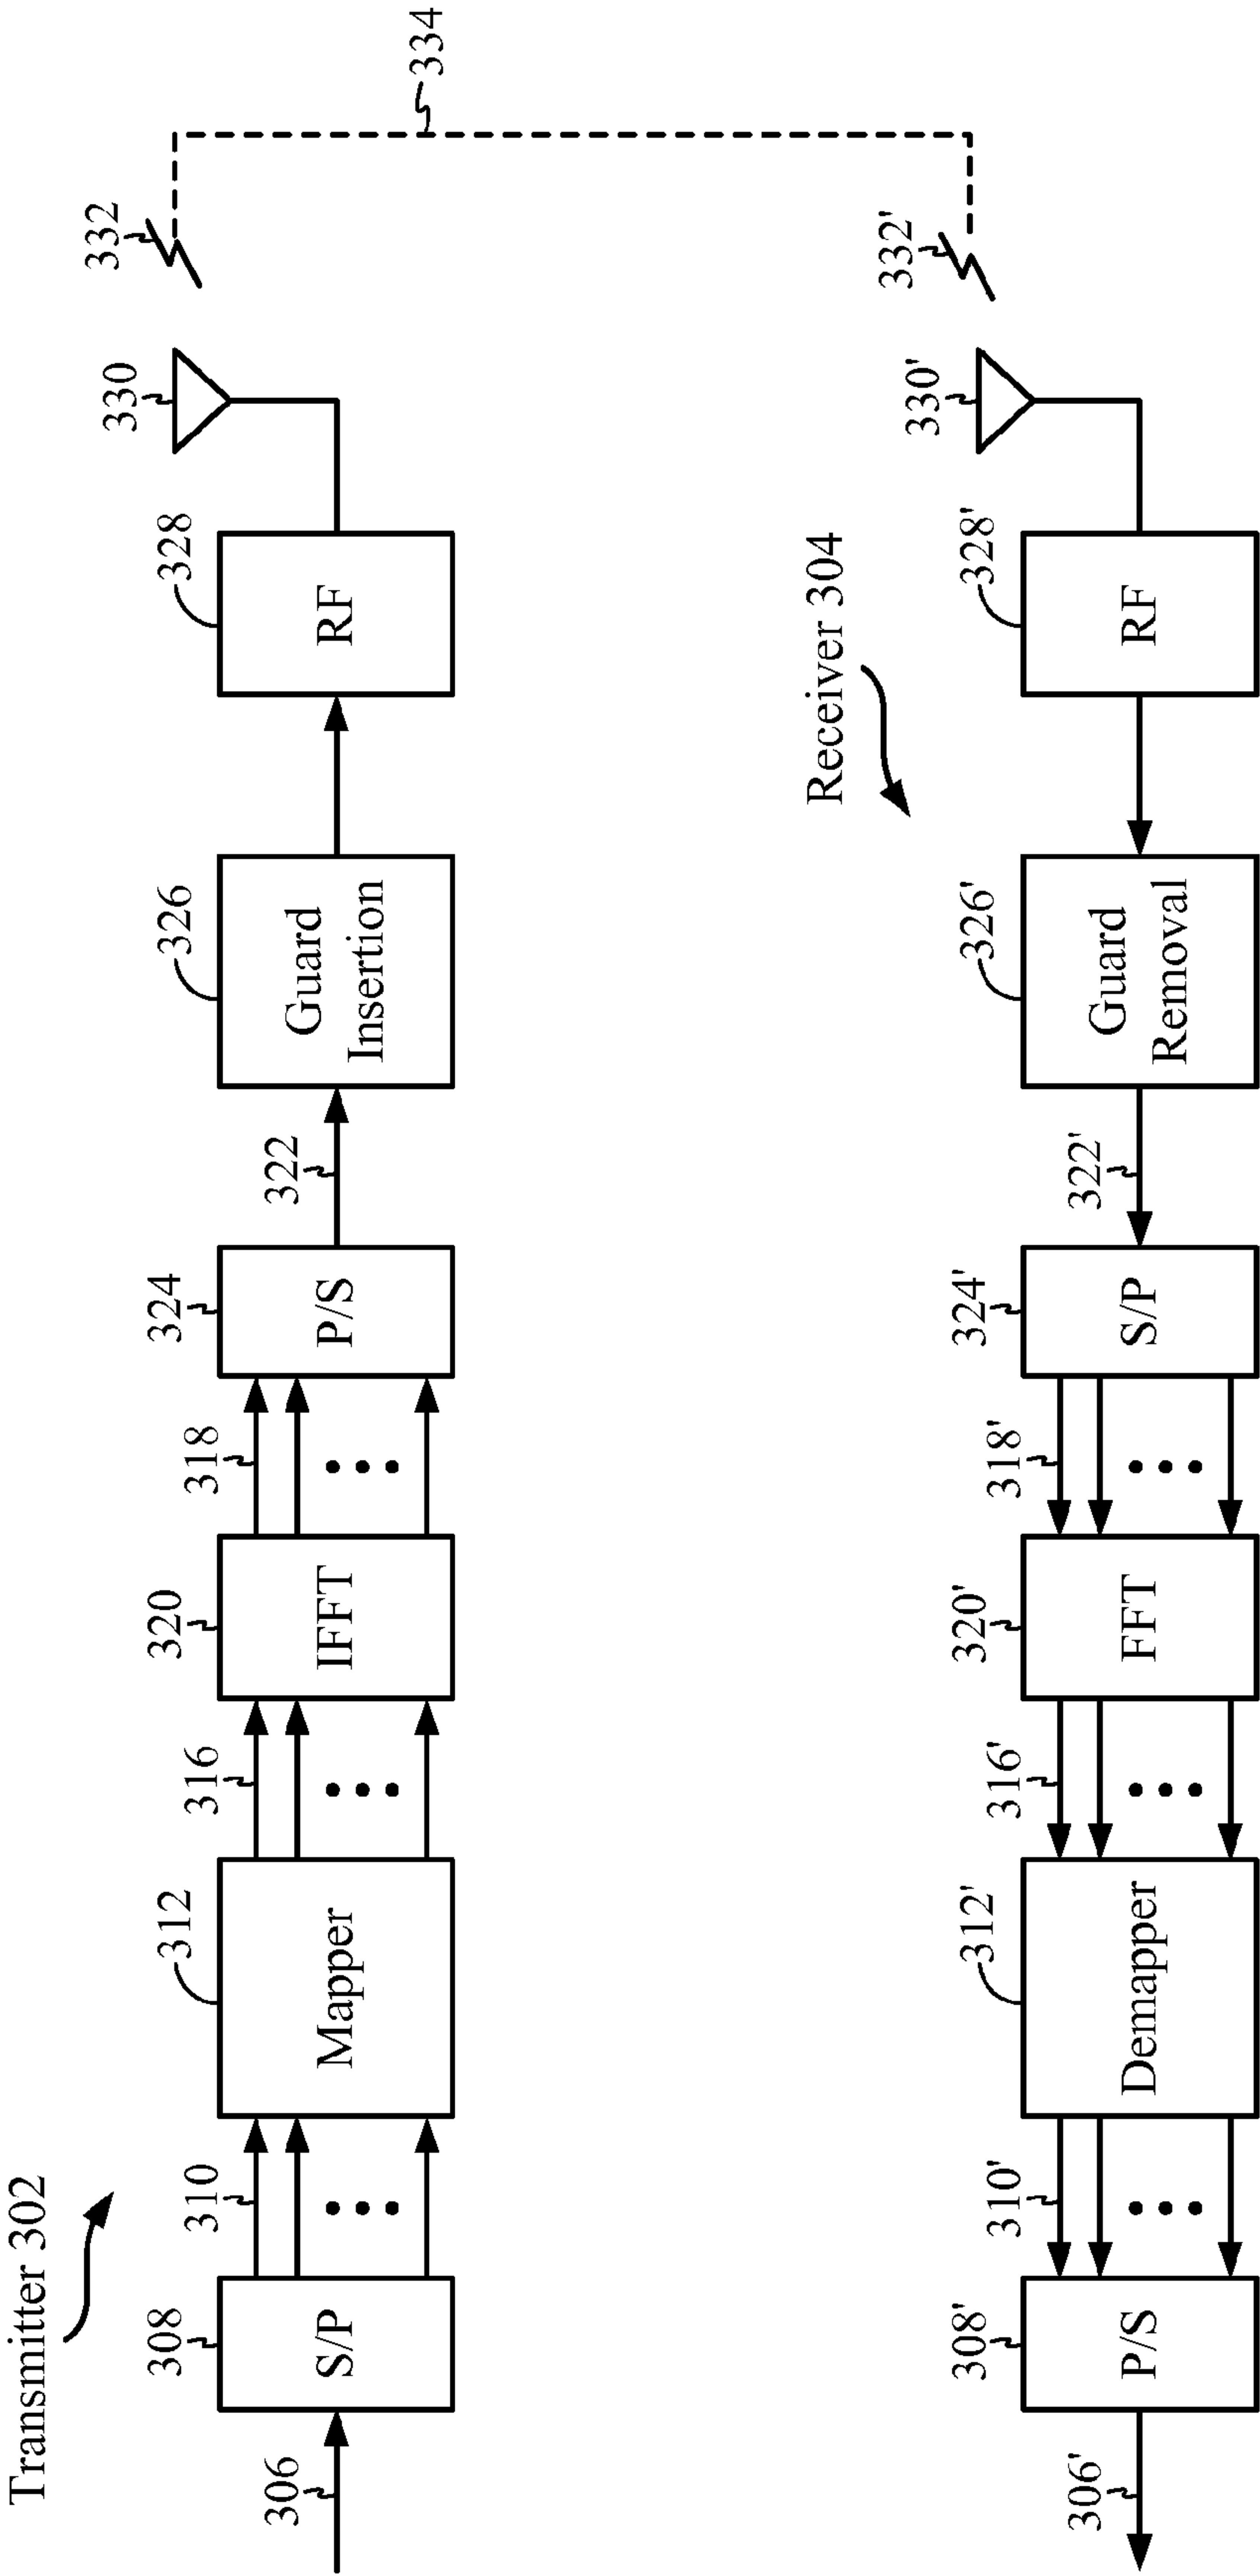 Transmitter 302
306
308
S/P
310
312
Mapper
316
320
IFFT
318
324
P/S
322
326
Guard
Insertion
328
RF
330
332
334
Receiver 304
306'
308'
P/S
310'
312'
Demapper
316'
320'
FFT
318'
324'
S/P
322'
326'
Guard
Removal
328'
RF
330'
332'